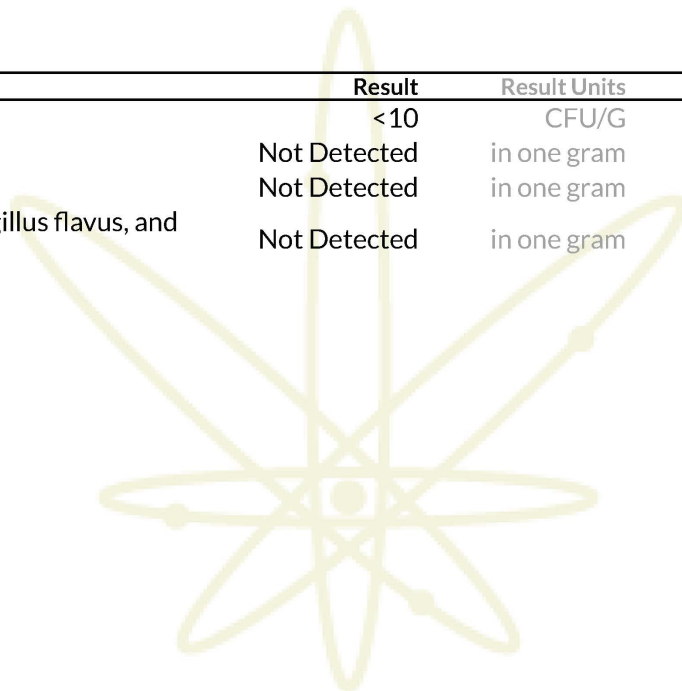 Result Result Units
<10 CFU/G
Not Detected in one gram
Not Detected in one gram
gillus flavus, and
Not Detected in one gram